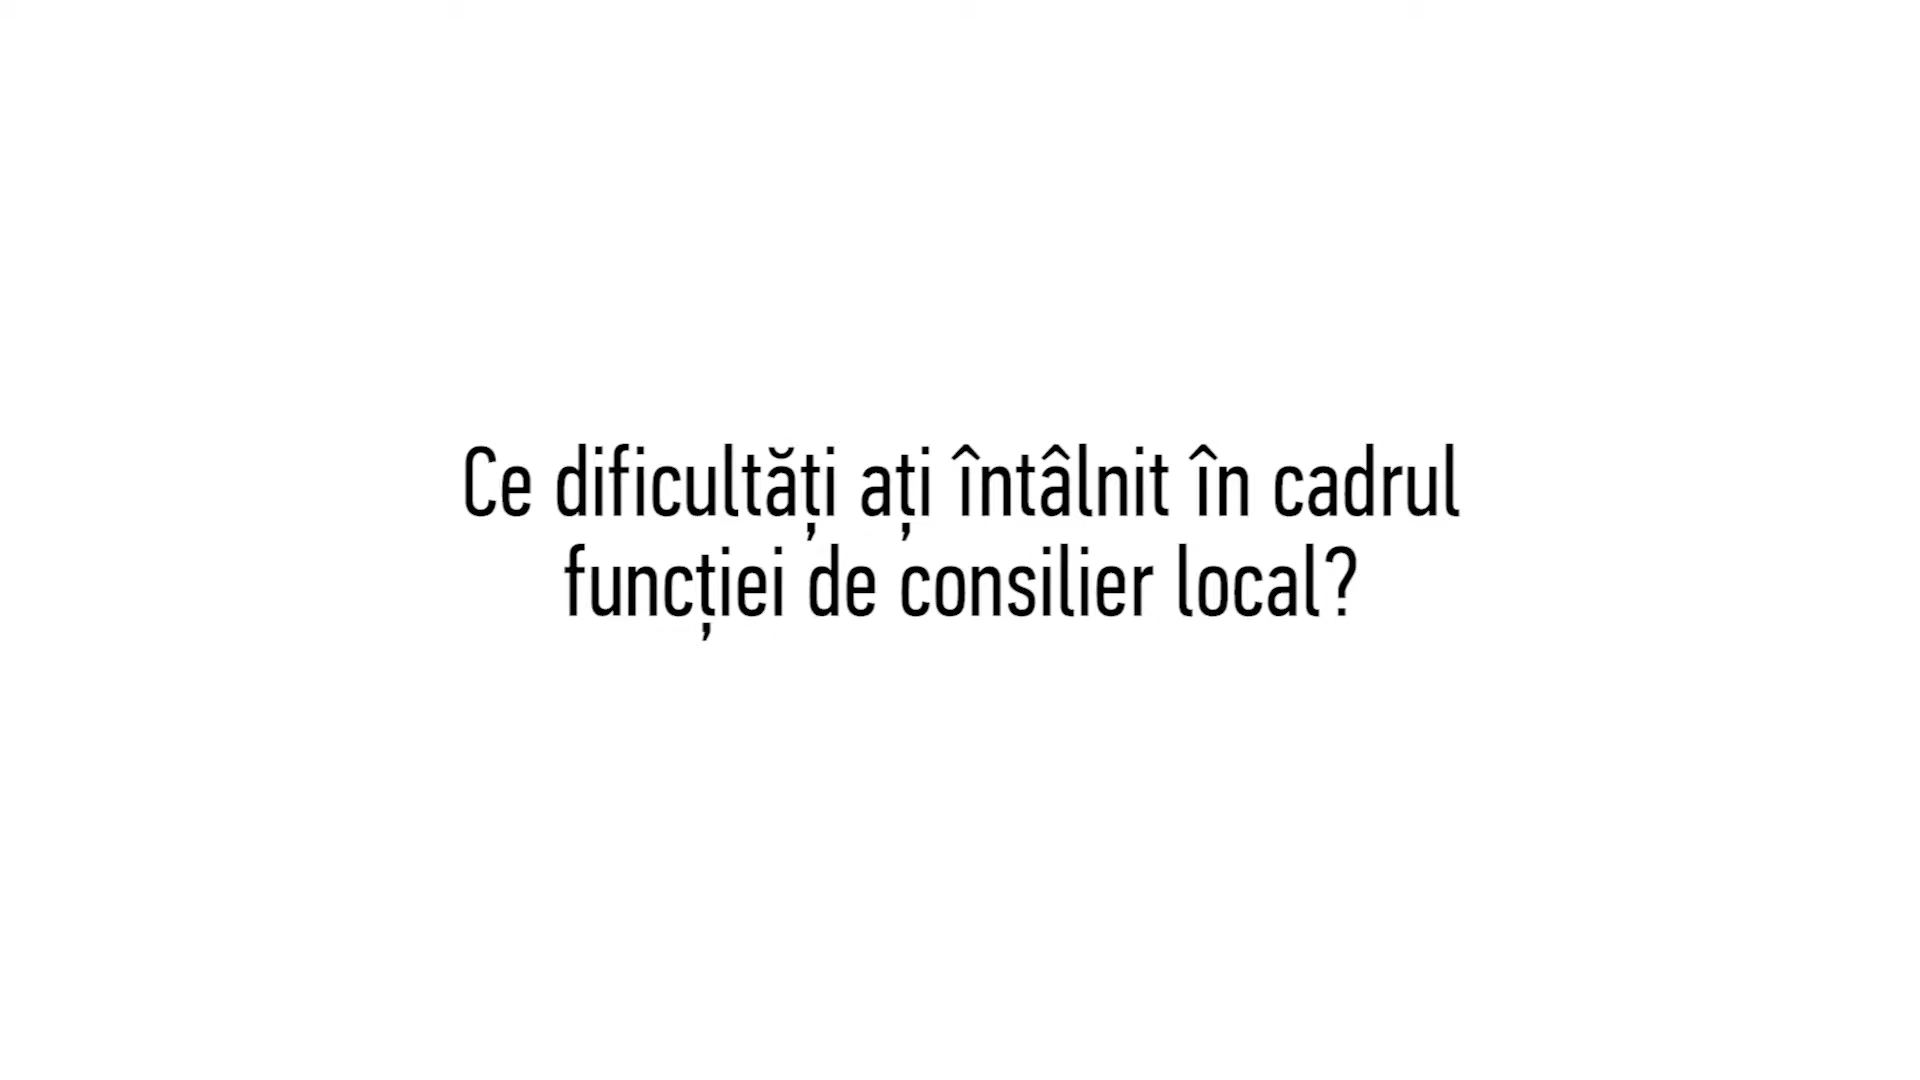 Ce dificultăți ați întâlnit în cadrul
funcției de consilier local?